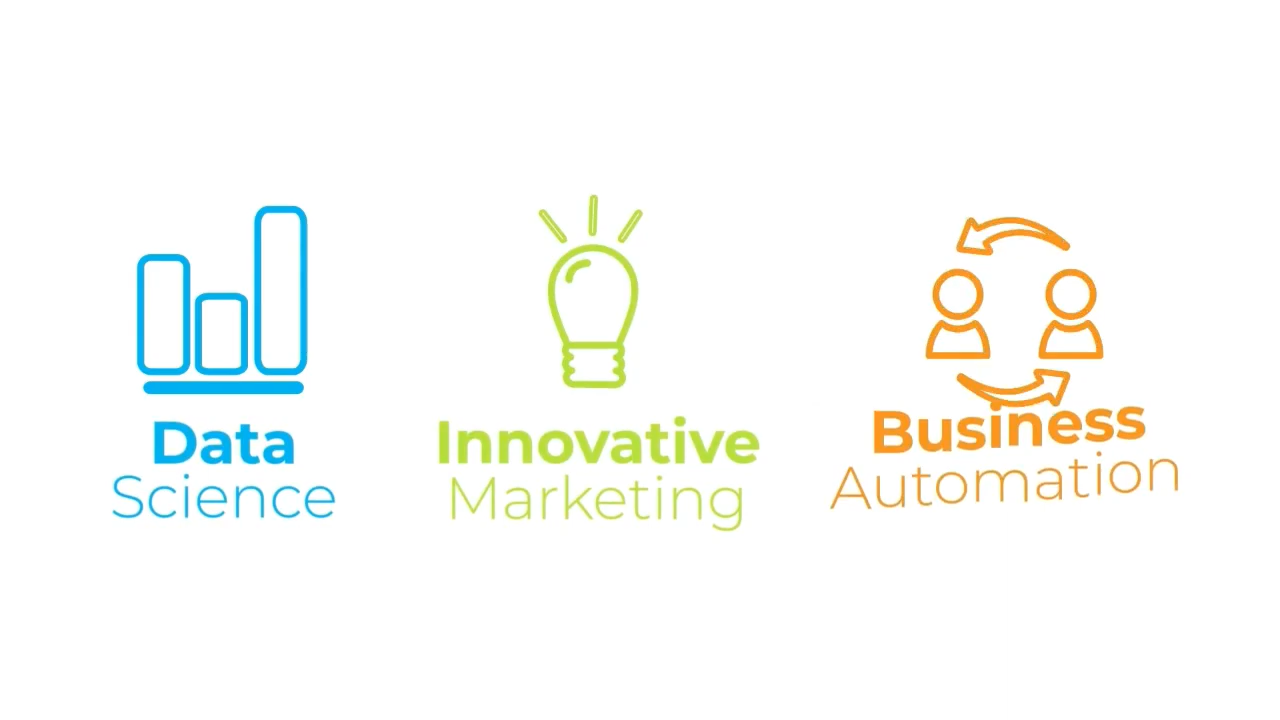 Data
Science
Innovative
Marketing
Business
Automation